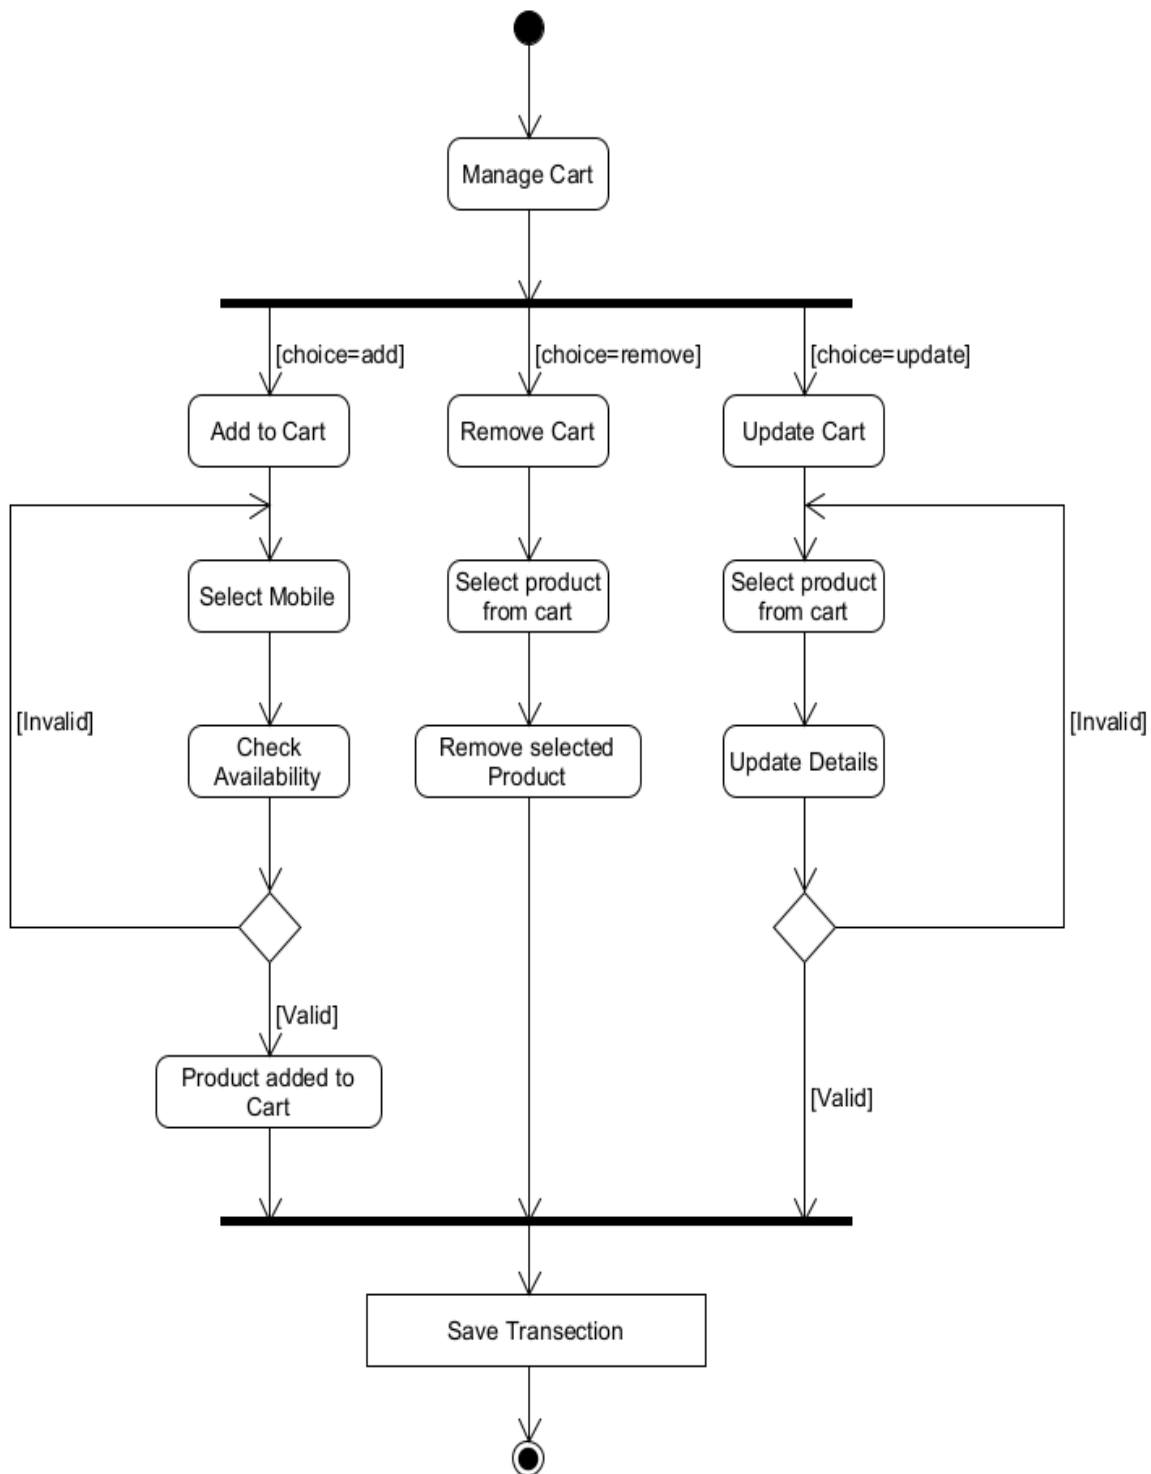 Manage Cart
[choice=add]
[choice=remove]
[choice=update]
Add to Cart
Remove Cart
Update Cart
Select Mobile
Select product
from cart
Select product
from cart
[Invalid]
[Invalid]
Check
Availability
Remove selected
Product
Update Details
[Valid]
Product added to
Cart
[Valid]
Save Transection